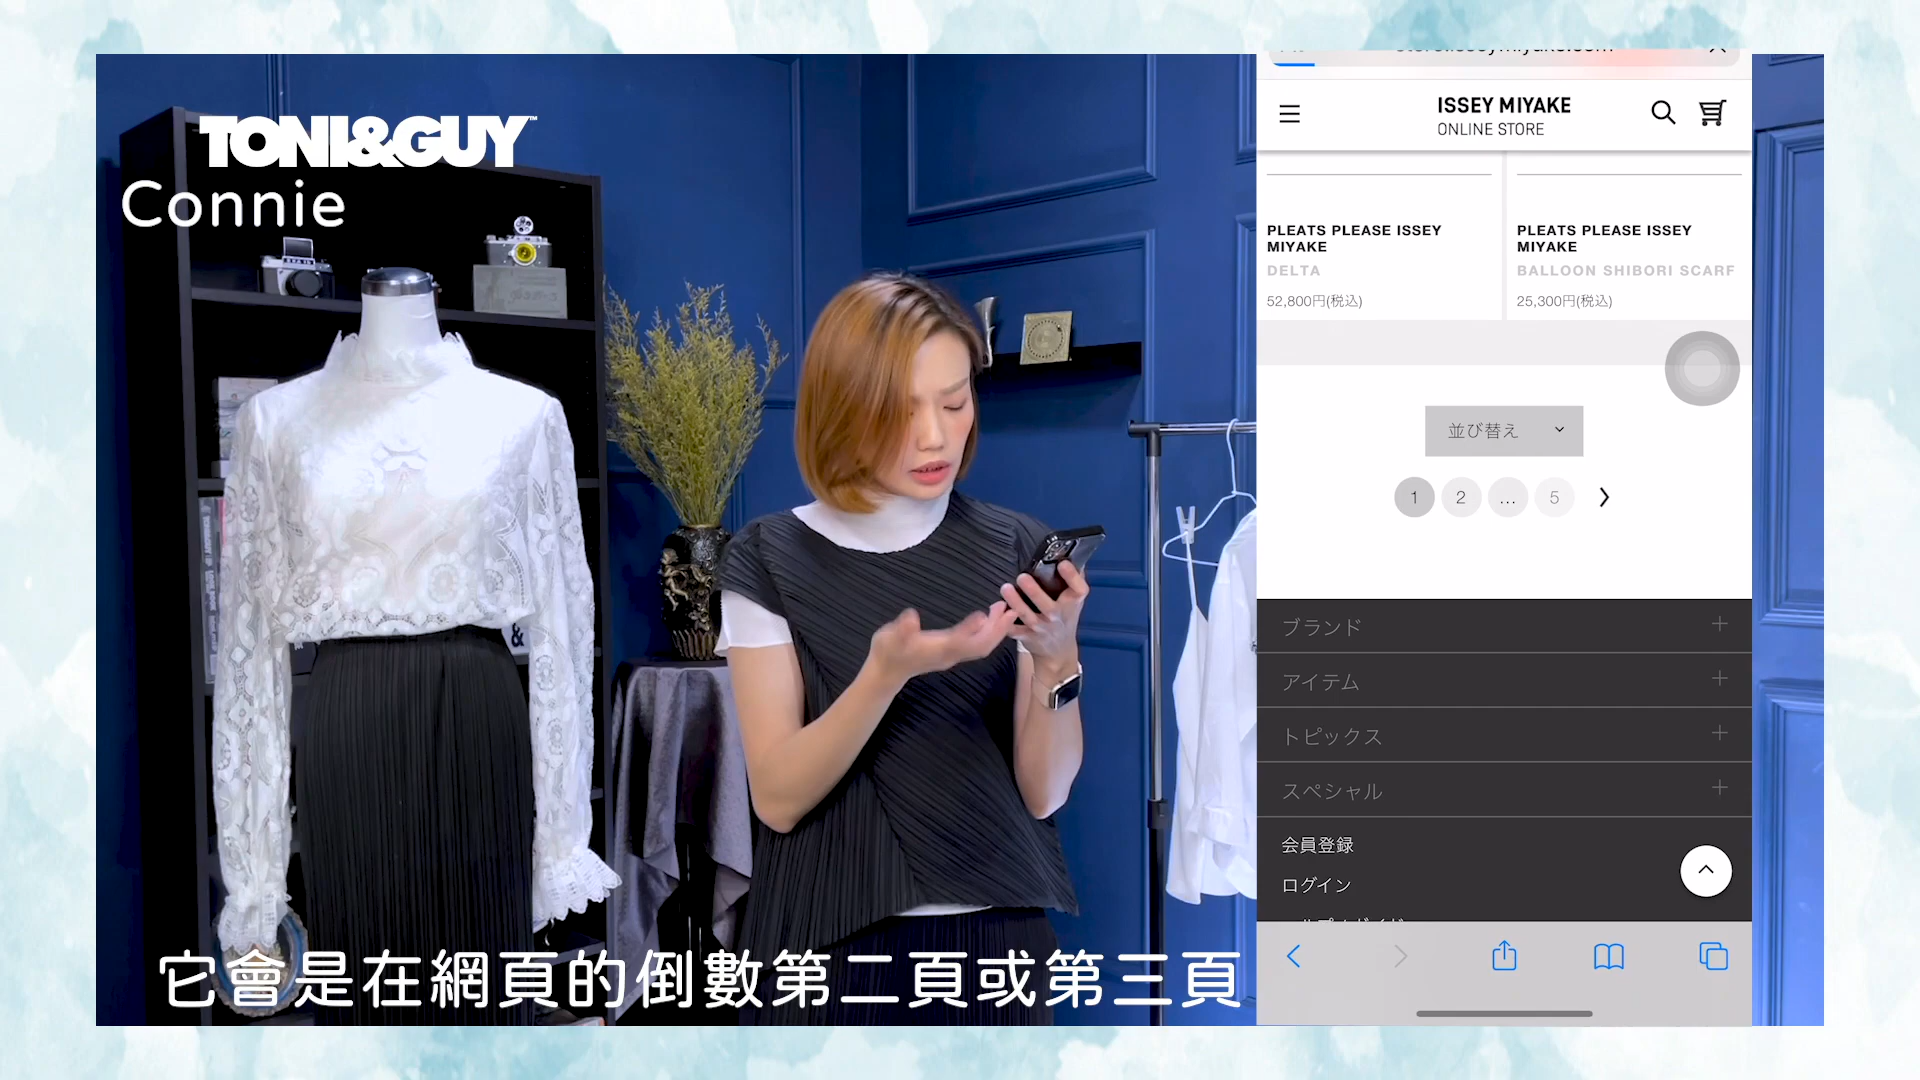 TONI&GUY™
Connie
ISSEY MIYAKE
ONLINE STORE
PLEATS PLEASE ISSEY
MIYAKE
DELTA
52,800円(税込)
PLEATS PLEASE ISSEY
MIYAKE
BALLOON SHIBORI SCARF
25,300円(税込)
並び替え
1 2 ... 5
ブランド
アイテム
トピックス
スペシャル
会員登録
ログイン
它會是在網頁的倒數第二頁或第三頁